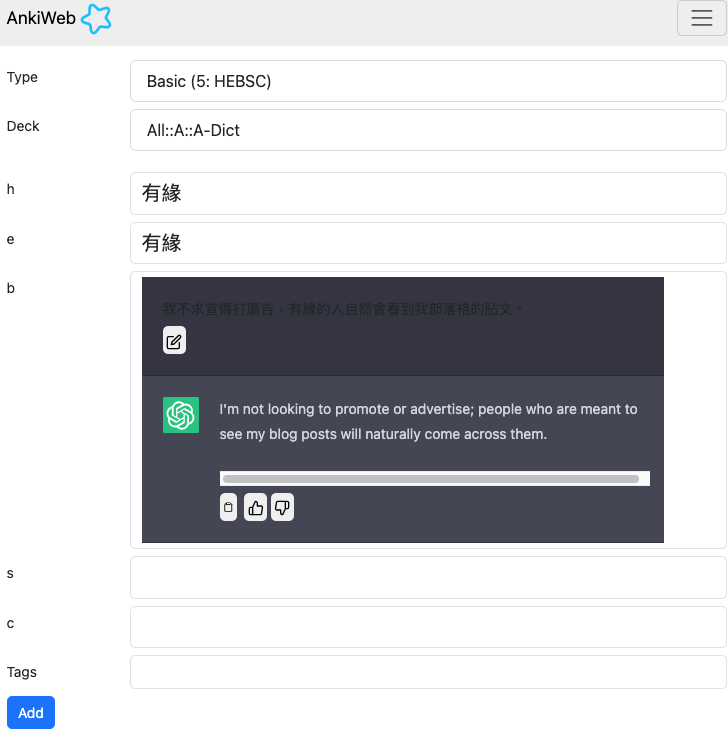 AnkiWeb
Type
Basic (5: HEBSC)
Deck
All::A::A-Dict
h
有緣
e
有緣
b
我不求宣傳打廣告，有緣的人自然會看到我部落格的貼文。
I'm not looking to promote or advertise; people who are meant to
see my blog posts will naturally come across them.
s
c
Tags
Add